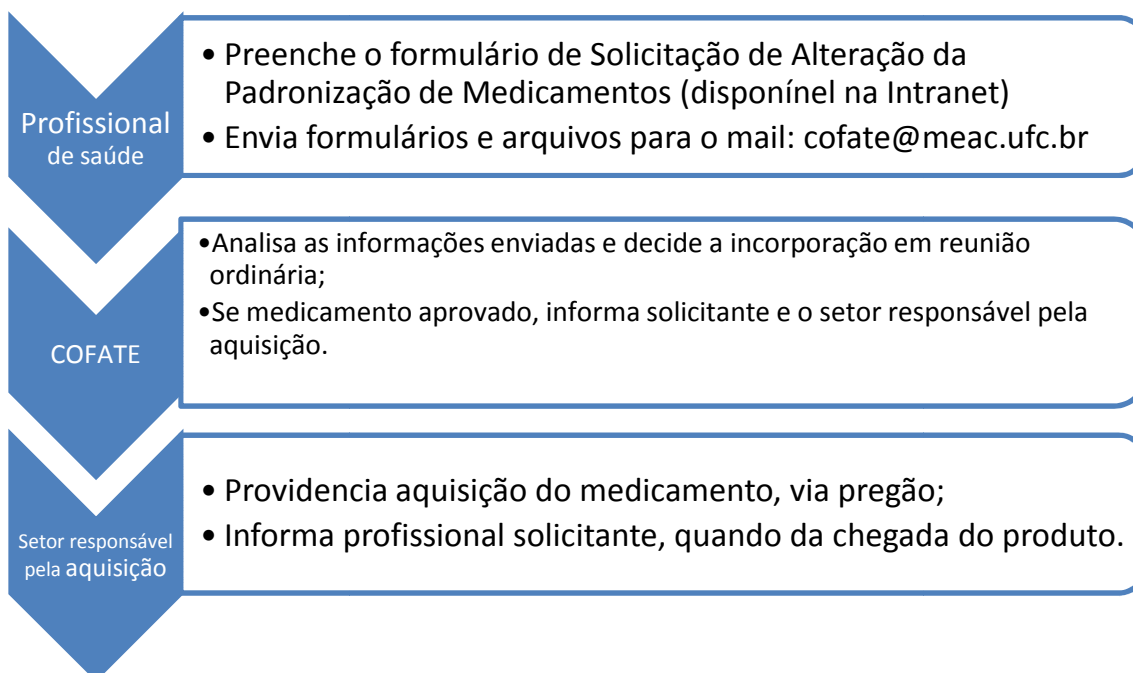 Profissional
de saúde
• Preenche o formulário de Solicitação de Alteração da
Padronização de Medicamentos (disponínel na Intranet)
• Envia formulários e arquivos para o mail: cofate@meac.ufc.br
COFATE
•Analisa as informações enviadas e decide a incorporação em reunião
ordinária;
•Se medicamento aprovado, informa solicitante e o setor responsável pela
aquisição.
Setor responsável
pela aquisição
• Providencia aquisição do medicamento, via pregão;
• Informa profissional solicitante, quando da chegada do produto.